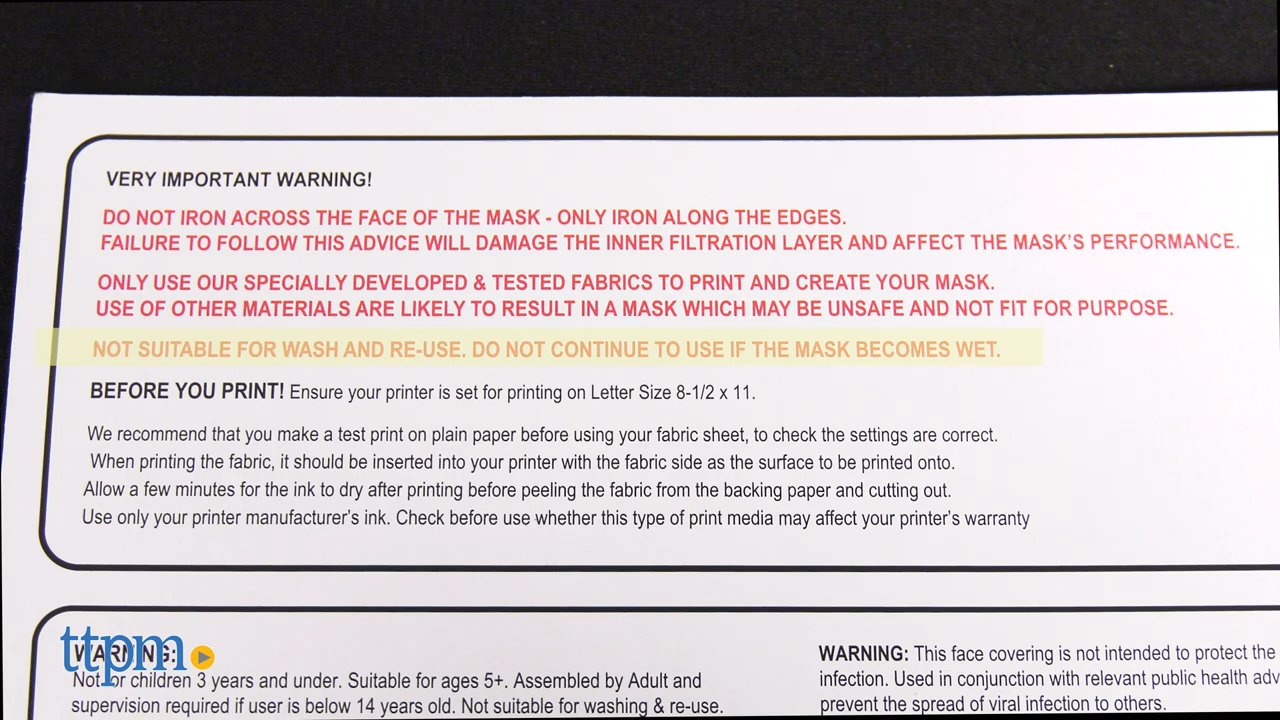 VERY IMPORTANT WARNING!
DO NOT IRON ACROSS THE FACE OF THE MASK - ONLY IRON ALONG THE EDGES.
FAILURE TO FOLLOW THIS ADVICE WILL DAMAGE THE INNER FILTRATION LAYER AND AFFECT THE MASK'S PERFORMANCE.
ONLY USE OUR SPECIALLY DEVELOPED & TESTED FABRICS TO PRINT AND CREATE YOUR MASK.
USE OF OTHER MATERIALS ARE LIKELY TO RESULT IN A MASK WHICH MAY BE UNSAFE AND NOT FIT FOR PURPOSE.
NOT SUITABLE FOR WASH AND RE-USE. DO NOT CONTINUE TO USE IF THE MASK BECOMES WET.
BEFORE YOU PRINT! Ensure your printer is set for printing on Letter Size 8-1/2 x 11.
We recommend that you make a test print on plain paper before using your fabric sheet, to check the settings are correct.
When printing the fabric, it should be inserted into your printer with the fabric side as the surface to be printed onto.
Allow a few minutes for the ink to dry after printing before peeling the fabric from the backing paper and cutting out.
Use only your printer manufacturer's ink. Check before use whether this type of print media may affect your printer's warranty
ttpm
WARNING:
Not for children 3 years and under. Suitable for ages 5+. Assembled by Adult and
supervision required if user is below 14 years old. Not suitable for washing & re-use.
WARNING: This face covering is not intended to protect the
infection. Used in conjunction with relevant public health adv
prevent the spread of viral infection to others.